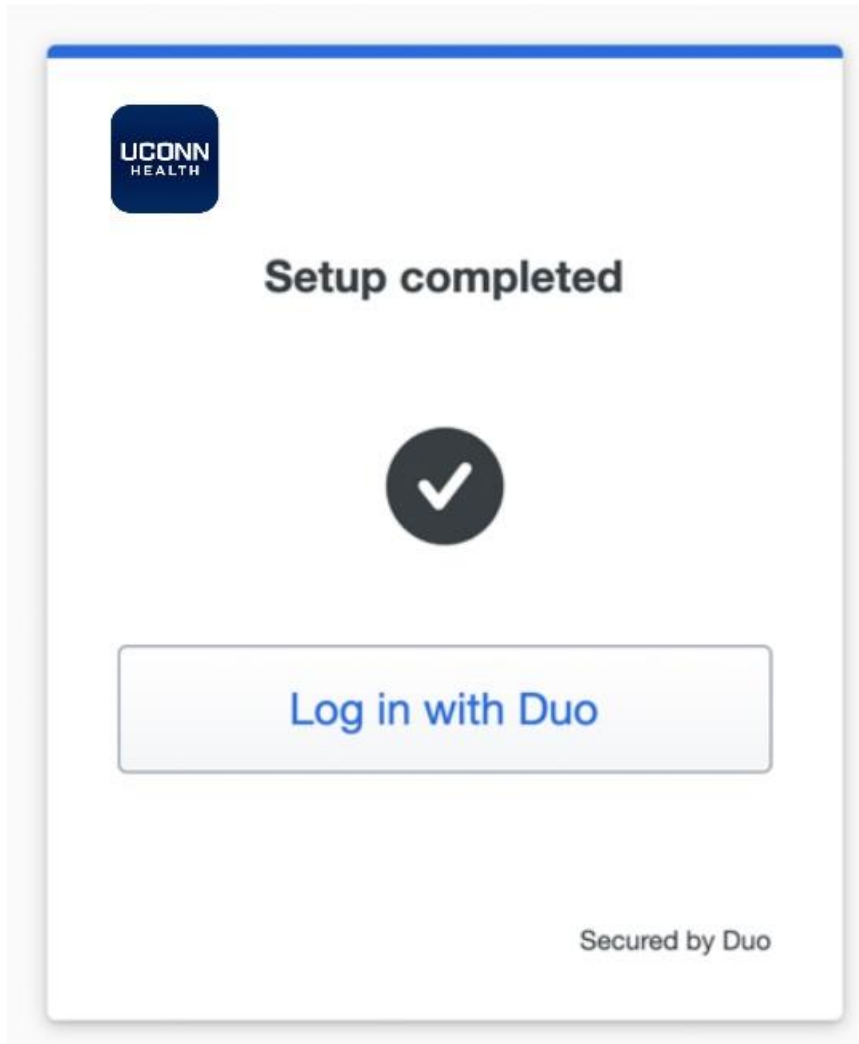 UCONN
HEALTH
Setup completed
Log in with Duo
Secured by Duo